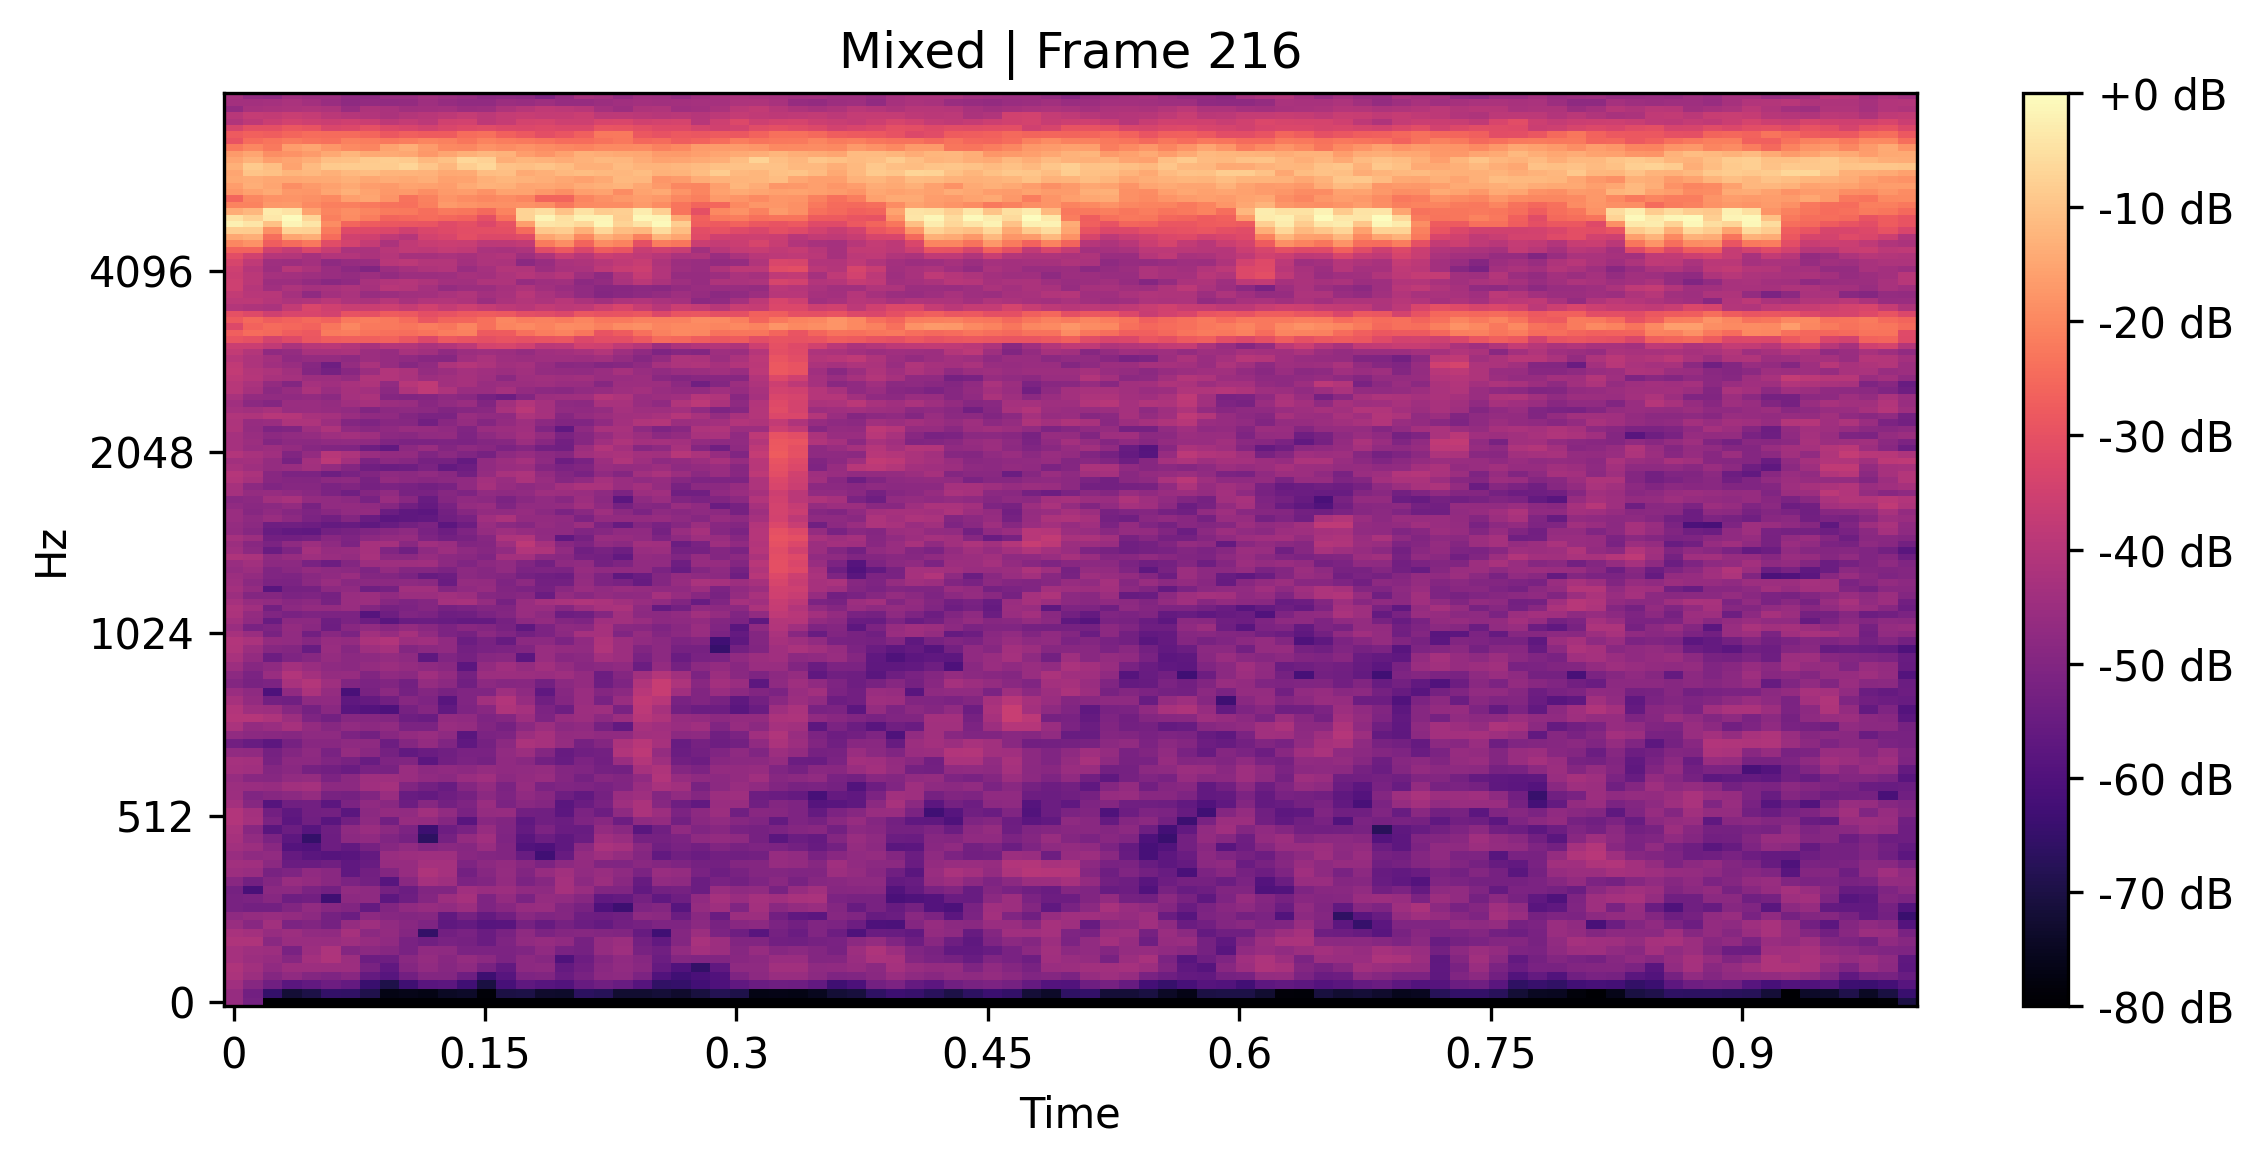 Mixed | Frame 216
Hz
4096
2048
1024
512
0
0 0.15 0.3 0.45 0.6 0.75 0.9
Time
+0 dB
-10 dB
-20 dB
-30 dB
-40 dB
-50 dB
-60 dB
-70 dB
-80 dB